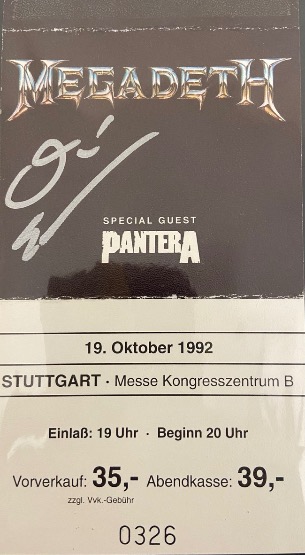 MEGADETH
SPECIAL GUEST
PANTERA
19. Oktober 1992
STUTTGART · Messe Kongresszentrum B
Einlaß: 19 Uhr · Beginn 20 Uhr
Vorverkauf: 35,- Abendkasse: 39,-
zzgl. Vvk.-Gebühr
0326